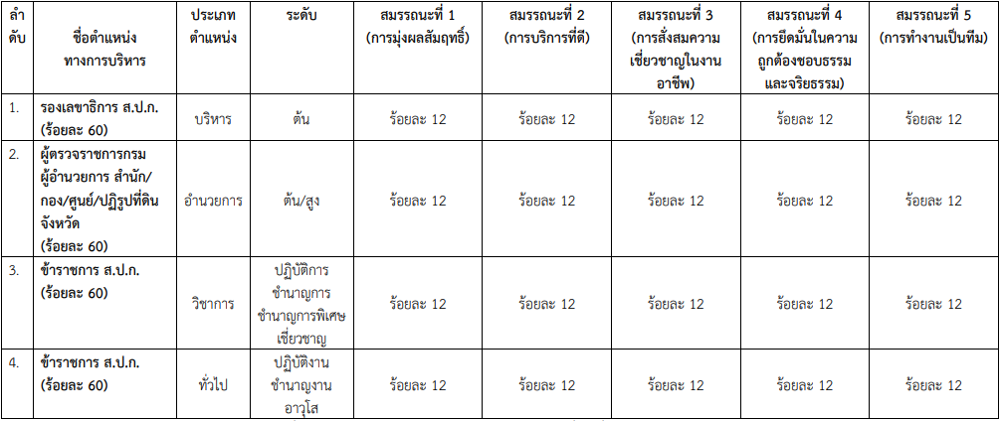 ลำดับ
ชื่อตำแหน่ง
ทางการบริหาร
ประเภท
ตำแหน่ง
ระดับ
สมรรถนะที่ 1
(การมุ่งผลสัมฤทธิ์)
สมรรถนะที่ 2
(การบริการที่ดี)
สมรรถนะที่ 3
(การสั่งสมความ
เชี่ยวชาญในงาน
อาชีพ)
สมรรถนะที่ 4
(การยึดมั่นในความ
ถูกต้องชอบธรรม
และจริยธรรม)
สมรรถนะที่ 5
(การทำงานเป็นทีม)
1.
รองเลขาธิการ ส.ป.ก.
(ร้อยละ 60)
บริหาร
ต้น
ร้อยละ 12
ร้อยละ 12
ร้อยละ 12
ร้อยละ 12
ร้อยละ 12
2.
ผู้ตรวจราชการกรม
ผู้อำนวยการ สำนัก/
กอง/ศูนย์/ปฏิรูปที่ดิน
จังหวัด
(ร้อยละ 60)
อำนวยการ
ต้น/สูง
ร้อยละ 12
ร้อยละ 12
ร้อยละ 12
ร้อยละ 12
ร้อยละ 12
3.
ข้าราชการ ส.ป.ก.
(ร้อยละ 60)
วิชาการ
ปฏิบัติการ
ชำนาญการ
ชำนาญการพิเศษ
เชี่ยวชาญ
ร้อยละ 12
ร้อยละ 12
ร้อยละ 12
ร้อยละ 12
ร้อยละ 12
4.
ข้าราชการ ส.ป.ก.
(ร้อยละ 60)
ทั่วไป
ปฏิบัติงาน
ชำนาญงาน
อาวุโส
ร้อยละ 12
ร้อยละ 12
ร้อยละ 12
ร้อยละ 12
ร้อยละ 12